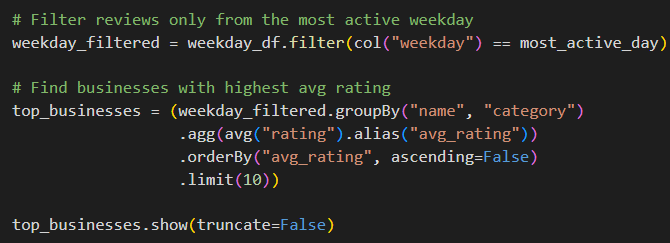 # Filter reviews only from the most active weekday
weekday_filtered = weekday_df.filter(col("weekday") == most_active_day)
# Find businesses with highest avg rating
top_businesses = (weekday_filtered.groupBy("name", "category")
.agg(avg("rating").alias("avg_rating"))
.orderBy("avg_rating", ascending=False)
.limit(10))
top_businesses.show(truncate=False)